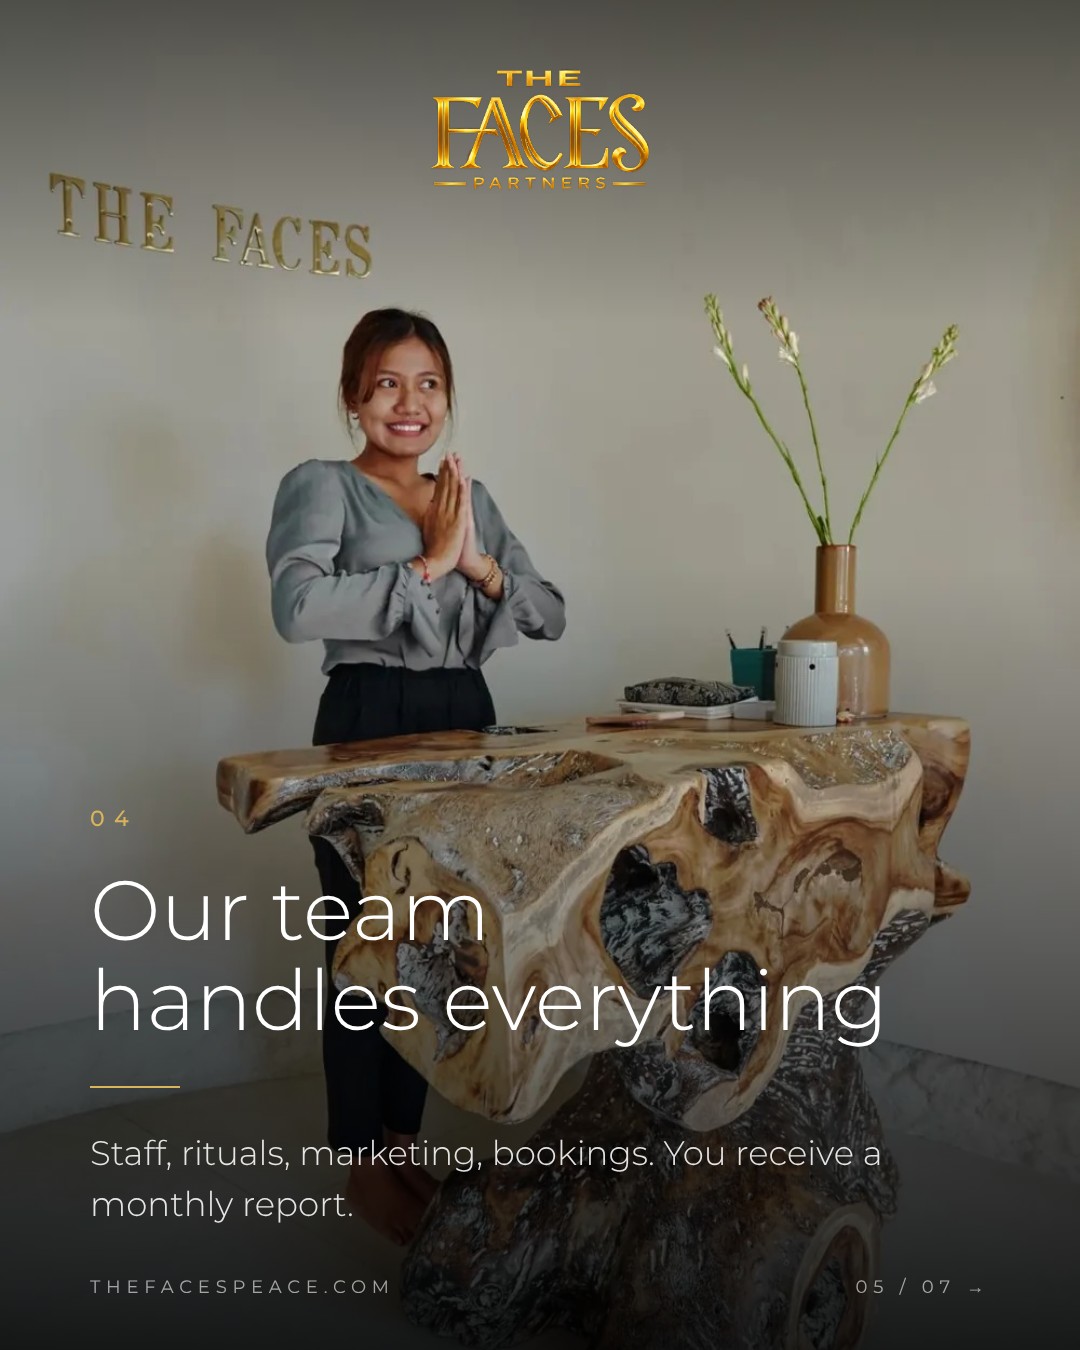 THE
FACES
PARTNERS
THE FACES
04
Our team
handles everything
Staff, rituals, marketing, bookings. You receive a
monthly report.
THEFACESPEACE.COM
05 / 07 →